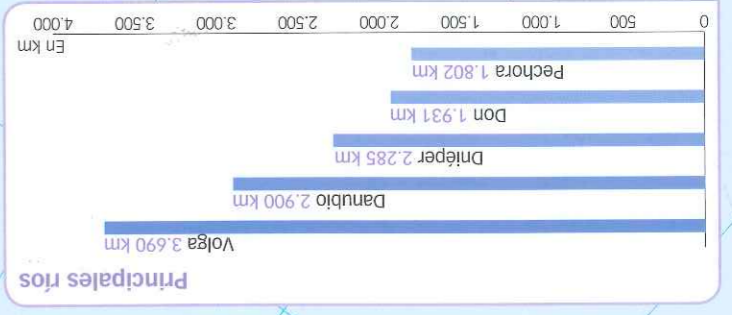 Principales ríos
Volga 3.690 km
Danubio 2.900 km
Dniéper 2.285 km
Don 1.931 km
Pechora 1.802 km
En km
0 500 1.000 1.500 2.000 2.500 3.000 3.500 4.000